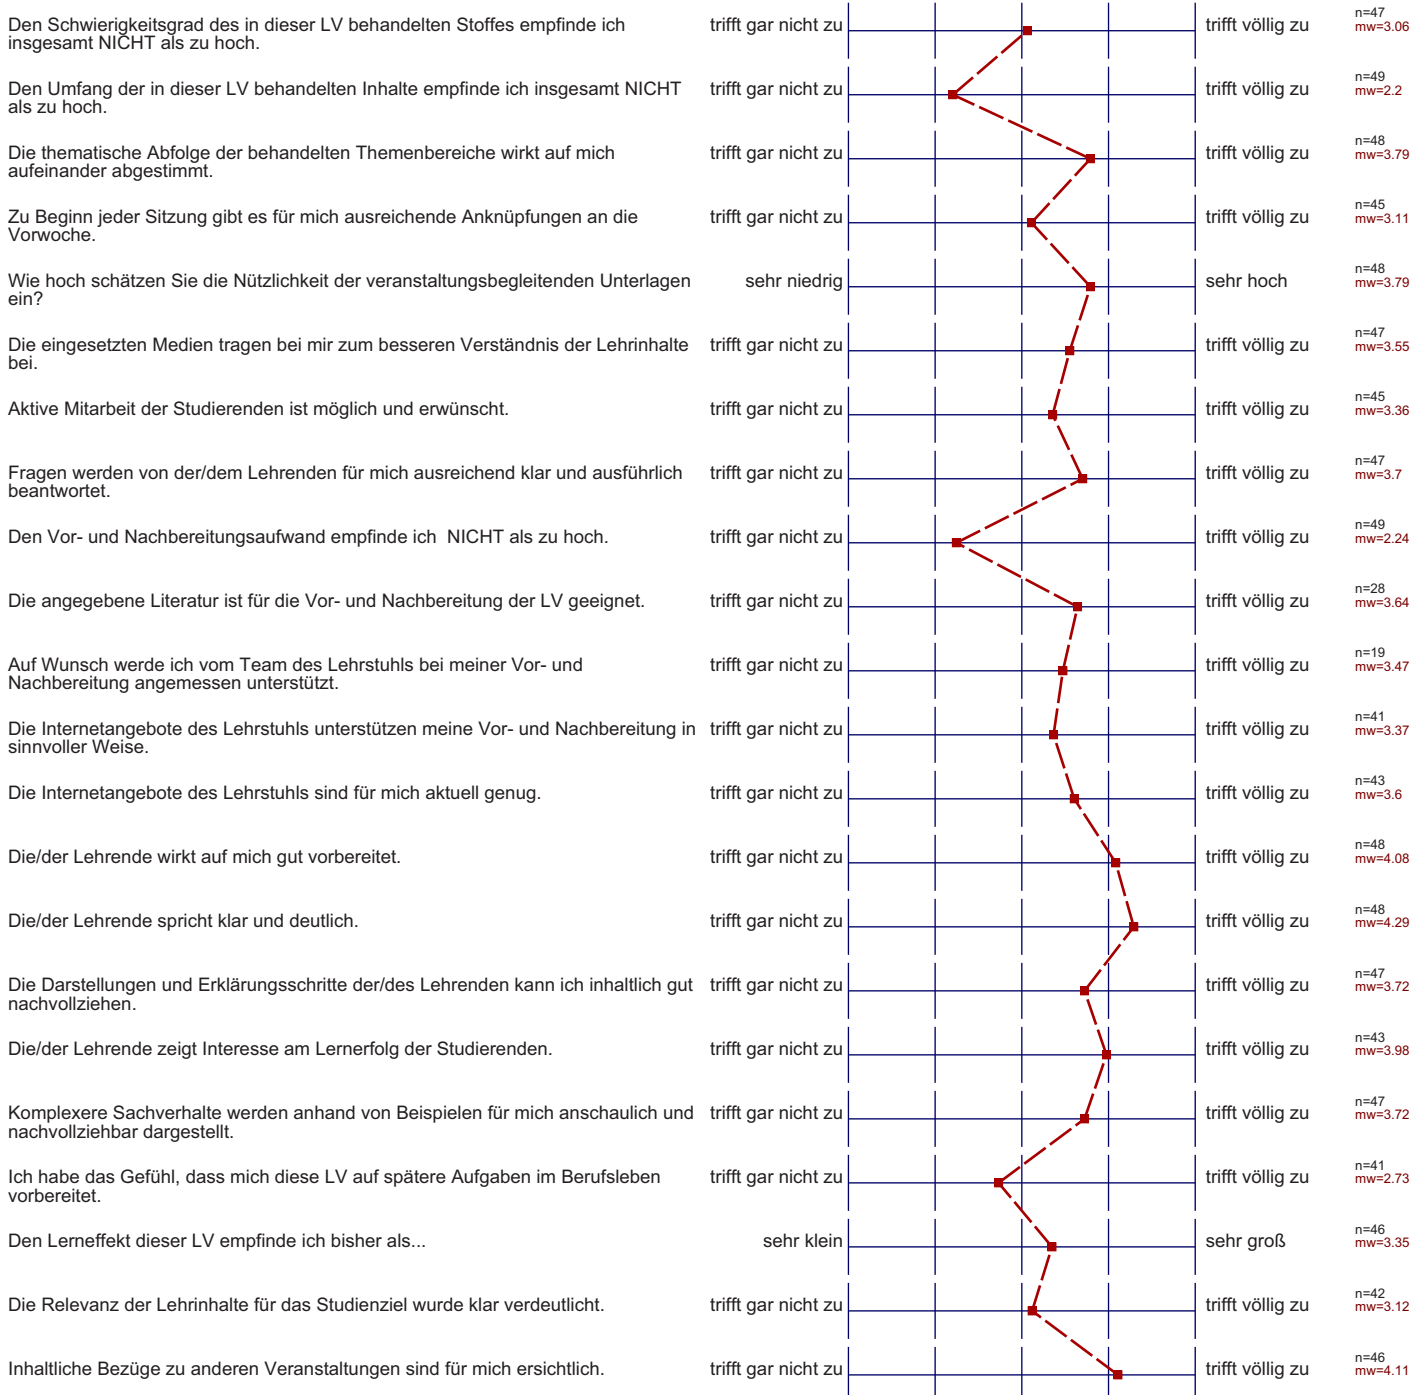 Den Schwierigkeitsgrad des in dieser LV behandelten Stoffes empfinde ich
insgesamt NICHT als zu hoch.
trifft gar nicht zu
trifft völlig zu
n=47
mw=3.06
Den Umfang der in dieser LV behandelten Inhalte empfinde ich insgesamt NICHT
als zu hoch.
trifft gar nicht zu
trifft völlig zu
n=49
mw=2.2
Die thematische Abfolge der behandelten Themenbereiche wirkt auf mich
aufeinander abgestimmt.
trifft gar nicht zu
trifft völlig zu
n=48
mw=3.79
Zu Beginn jeder Sitzung gibt es für mich ausreichende Anknüpfungen an die
Vorwoche.
trifft gar nicht zu
trifft völlig zu
n=45
mw=3.11
Wie hoch schätzen Sie die Nützlichkeit der veranstaltungsbegleitenden Unterlagen
ein?
sehr niedrig
sehr hoch
n=48
mw=3.79
Die eingesetzten Medien tragen bei mir zum besseren Verständnis der Lehrinhalte
bei.
trifft gar nicht zu
trifft völlig zu
n=47
mw=3.55
Aktive Mitarbeit der Studierenden ist möglich und erwünscht.
trifft gar nicht zu
trifft völlig zu
n=45
mw=3.36
Fragen werden von der/dem Lehrenden für mich ausreichend klar und ausführlich
beantwortet.
trifft gar nicht zu
trifft völlig zu
n=47
mw=3.7
Den Vor- und Nachbereitungsaufwand empfinde ich NICHT als zu hoch.
trifft gar nicht zu
trifft völlig zu
n=49
mw=2.24
Die angegebene Literatur ist für die Vor- und Nachbereitung der LV geeignet.
trifft gar nicht zu
trifft völlig zu
n=28
mw=3.64
Auf Wunsch werde ich vom Team des Lehrstuhls bei meiner Vor- und
Nachbereitung angemessen unterstützt.
trifft gar nicht zu
trifft völlig zu
n=19
mw=3.47
Die Internetangebote des Lehrstuhls unterstützen meine Vor- und Nachbereitung in
sinnvoller Weise.
trifft gar nicht zu
trifft völlig zu
n=41
mw=3.37
Die Internetangebote des Lehrstuhls sind für mich aktuell genug.
trifft gar nicht zu
trifft völlig zu
n=43
mw=3.6
Die/der Lehrende wirkt auf mich gut vorbereitet.
trifft gar nicht zu
trifft völlig zu
n=48
mw=4.08
Die/der Lehrende spricht klar und deutlich.
trifft gar nicht zu
trifft völlig zu
n=48
mw=4.29
Die Darstellungen und Erklärungsschritte der/des Lehrenden kann ich inhaltlich gut
nachvollziehen.
trifft gar nicht zu
trifft völlig zu
n=47
mw=3.72
Die/der Lehrende zeigt Interesse am Lernerfolg der Studierenden.
trifft gar nicht zu
trifft völlig zu
n=43
mw=3.98
Komplexere Sachverhalte werden anhand von Beispielen für mich anschaulich und
nachvollziehbar dargestellt.
trifft gar nicht zu
trifft völlig zu
n=47
mw=3.72
Ich habe das Gefühl, dass mich diese LV auf spätere Aufgaben im Berufsleben
vorbereitet.
trifft gar nicht zu
trifft völlig zu
n=41
mw=2.73
Den Lerneffekt dieser LV empfinde ich bisher als...
sehr klein
sehr groß
n=46
mw=3.35
Die Relevanz der Lehrinhalte für das Studienziel wurde klar verdeutlicht.
trifft gar nicht zu
trifft völlig zu
n=42
mw=3.12
Inhaltliche Bezüge zu anderen Veranstaltungen sind für mich ersichtlich.
trifft gar nicht zu
trifft völlig zu
n=46
mw=4.11